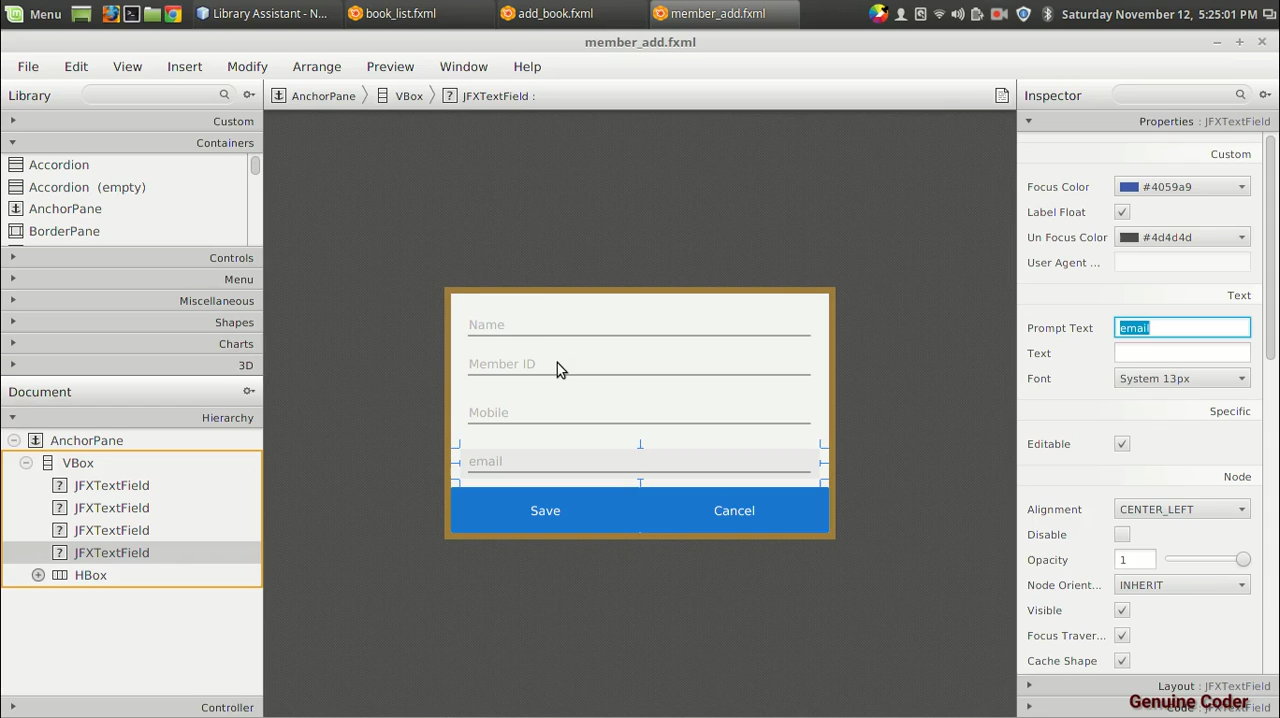 Menu
Library Assistant - N...
book_list.fxml
add_book.fxml
member_add.fxml
Saturday November 12, 5:25:01 PM
member_add.fxml
File Edit View Insert Modify Arrange Preview Window Help
Library
AnchorPane VBox JFXTextField :
Inspector
Custom
Containers
Accordion
Accordion (empty)
AnchorPane
BorderPane
Controls
Menu
Miscellaneous
Shapes
Charts
3D
Document
Hierarchy
AnchorPane
VBox
JFXTextField
JFXTextField
JFXTextField
JFXTextField
HBox
Controller
Name
Member ID
Mobile
email
Save Cancel
Properties : JFXTextField
Custom
Focus Color #4059a9
Label Float
Un Focus Color #4d4d4d
User Agent ...
Text
Prompt Text email
Text
Font System 13px
Specific
Editable
Node
Alignment CENTER_LEFT
Disable
Opacity 1
Node Orient... INHERIT
Visible
Focus Traver...
Cache Shape
Layout : JFXTextField
Code : JFXTextField
Genuine Coder